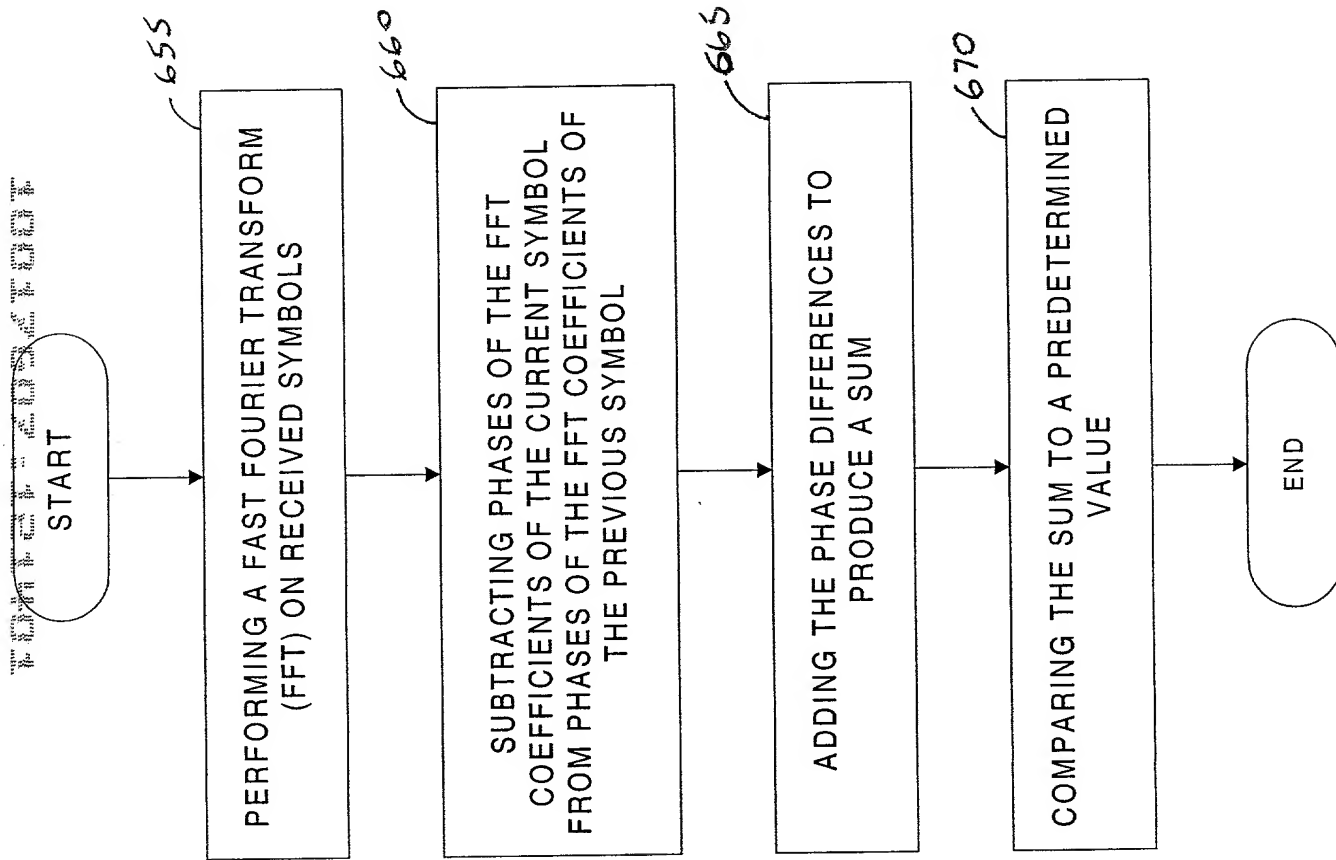 START
655
PERFORMING A FAST FOURIER TRANSFORM
(FFT) ON RECEIVED SYMBOLS
660
SUBTRACTING PHASES OF THE FFT
COEFFICIENTS OF THE CURRENT SYMBOL
FROM PHASES OF THE FFT COEFFICIENTS OF
THE PREVIOUS SYMBOL
665
ADDING THE PHASE DIFFERENCES TO
PRODUCE A SUM
670
COMPARING THE SUM TO A PREDETERMINED
VALUE
END